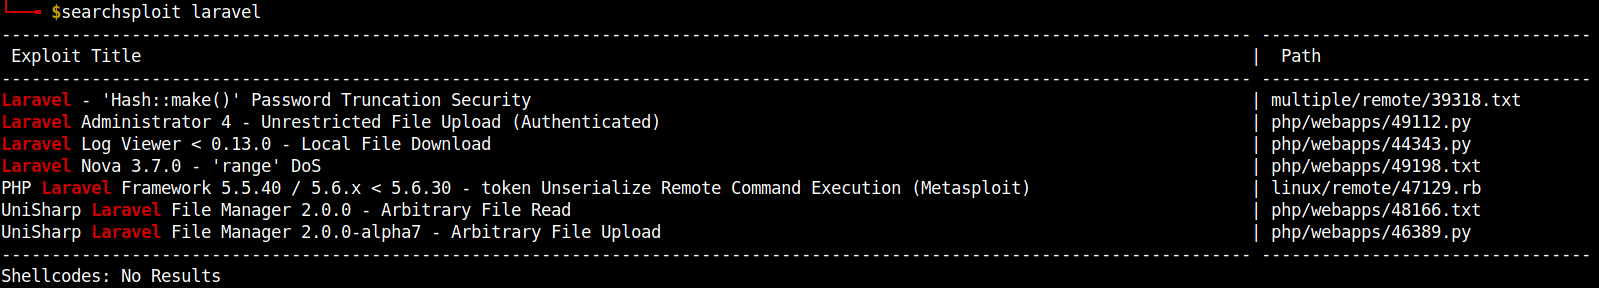 $searchsploit laravel
---------------------------------------------------------------------------------------------------------------------------- ---------------------------------
Exploit Title | Path
---------------------------------------------------------------------------------------------------------------------------- ---------------------------------
Laravel - 'Hash::make()' Password Truncation Security | multiple/remote/39318.txt
Laravel Administrator 4 - Unrestricted File Upload (Authenticated) | php/webapps/49112.py
Laravel Log Viewer < 0.13.0 - Local File Download | php/webapps/44343.py
Laravel Nova 3.7.0 - 'range' DoS | php/webapps/49198.txt
PHP Laravel Framework 5.5.40 / 5.6.x < 5.6.30 - token Unserialize Remote Command Execution (Metasploit) | linux/remote/47129.rb
UniSharp Laravel File Manager 2.0.0 - Arbitrary File Read | php/webapps/48166.txt
UniSharp Laravel File Manager 2.0.0-alpha7 - Arbitrary File Upload | php/webapps/46389.py
---------------------------------------------------------------------------------------------------------------------------- ---------------------------------
Shellcodes: No Results